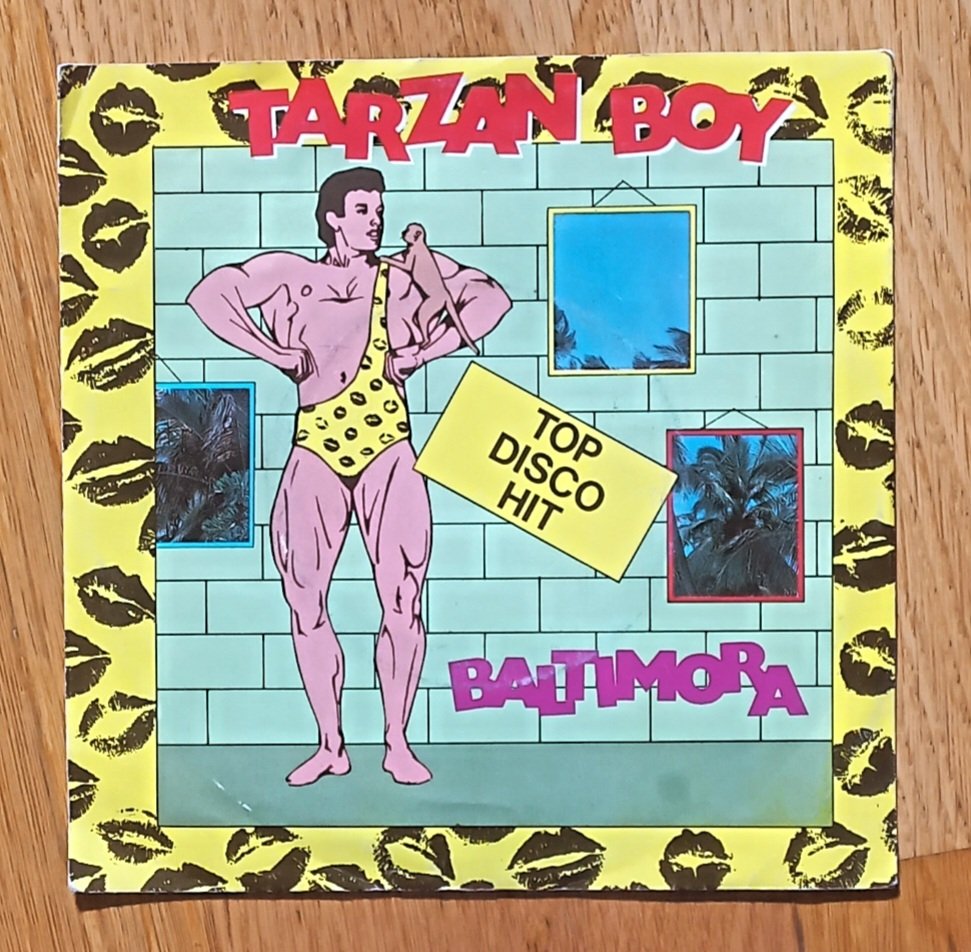 TARZAN BOY
TOP
DISCO
HIT
BALTIMORA